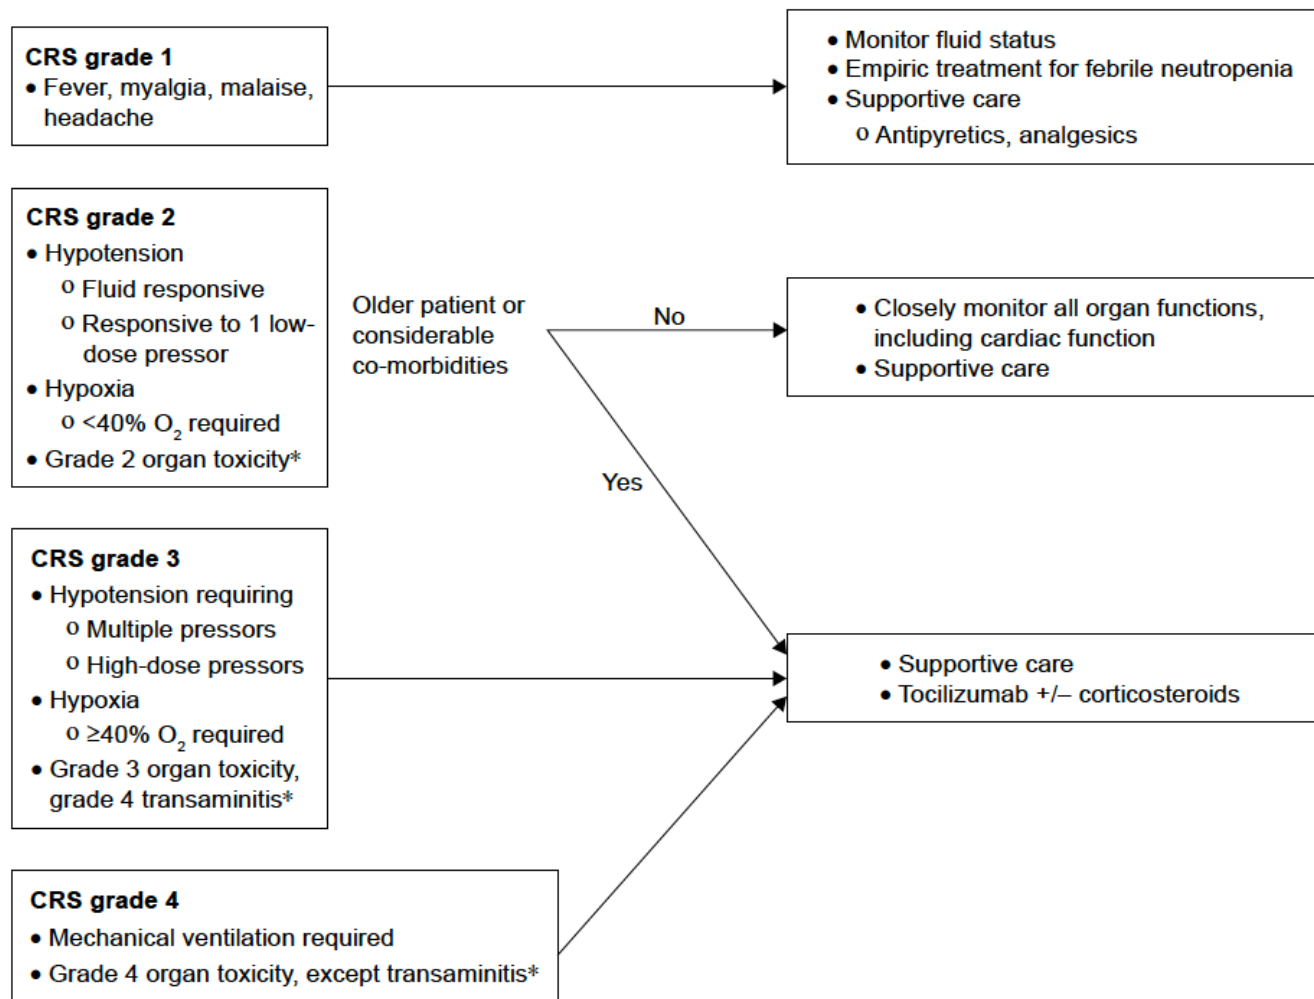 CRS grade 1
• Fever, myalgia, malaise,
headache
• Monitor fluid status
• Empiric treatment for febrile neutropenia
• Supportive care
o Antipyretics, analgesics
CRS grade 2
• Hypotension
o Fluid responsive
o Responsive to 1 low-
dose pressor
• Hypoxia
o <40% O₂ required
• Grade 2 organ toxicity*
Older patient or
considerable
co-morbidities
No
• Closely monitor all organ functions,
including cardiac function
• Supportive care
Yes
CRS grade 3
• Hypotension requiring
o Multiple pressors
o High-dose pressors
• Hypoxia
o ≥40% O₂ required
• Grade 3 organ toxicity,
grade 4 transaminitis*
• Supportive care
• Tocilizumab +/– corticosteroids
CRS grade 4
• Mechanical ventilation required
• Grade 4 organ toxicity, except transaminitis*